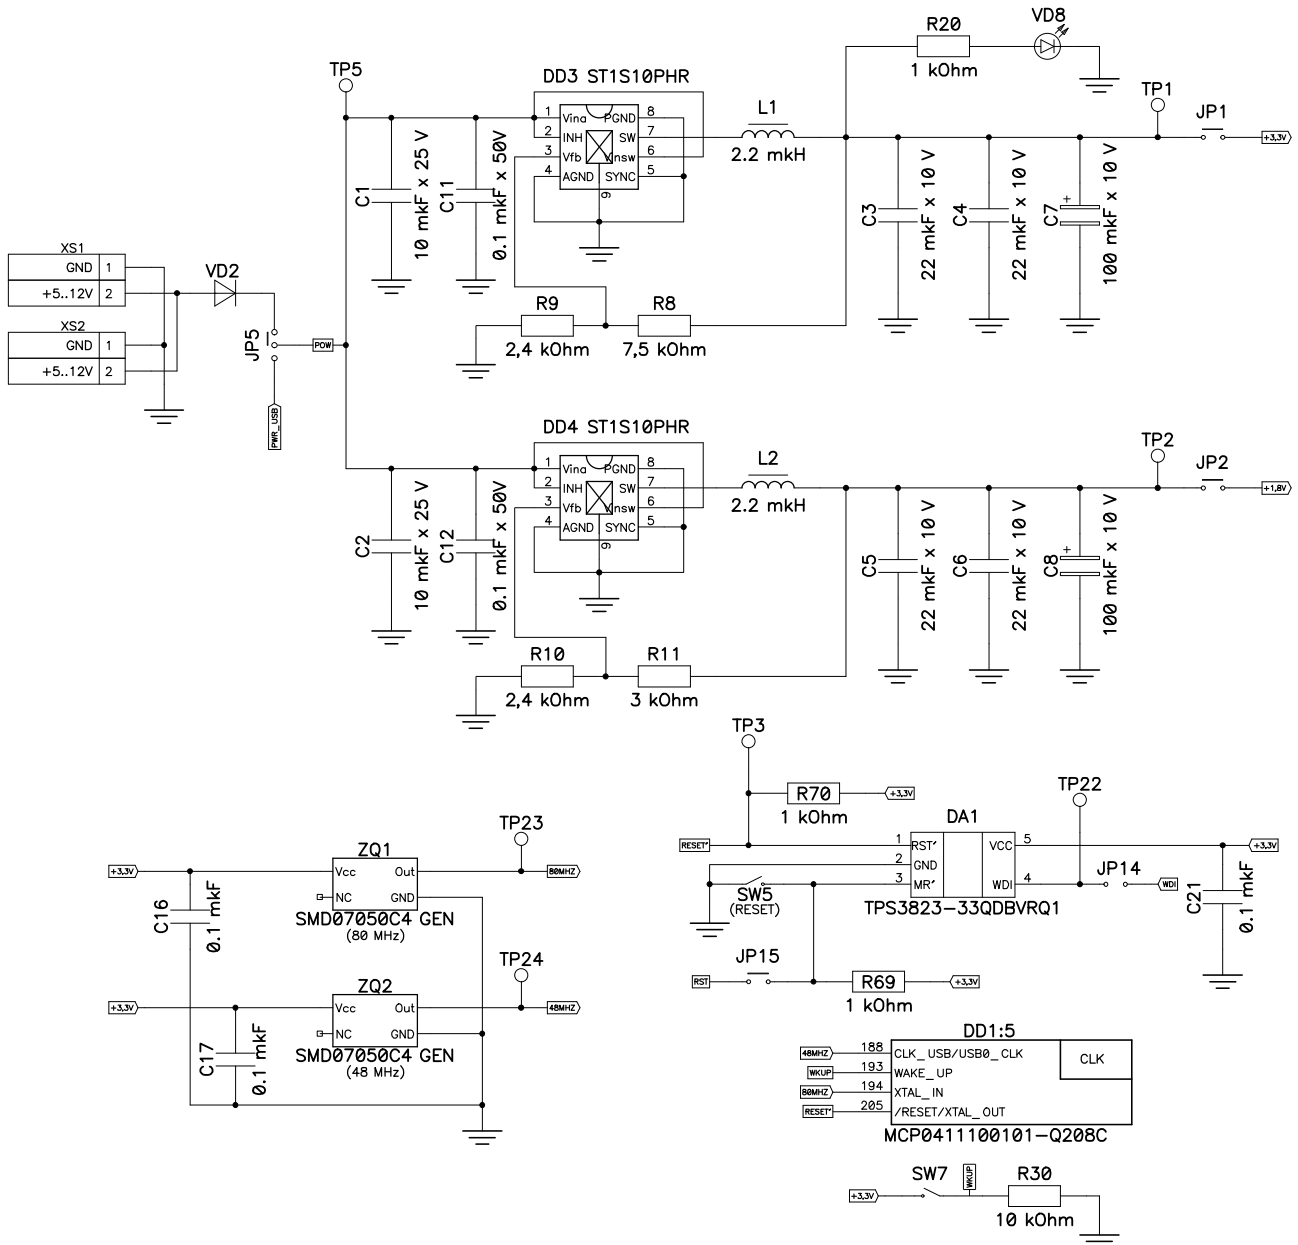 R20
VD8
1 kOhm
TP5
DD3 ST1S10PHR
L1
TP1
JP1
1 Vina PGND 8
2 INH SW 7
3 Vfb Vinsw 6
4 AGND SYNC 5
9
2.2 mkH
+3,3V
C1
10 mkF x 25 V
C11
0.1 mkF x 50V
C3
22 mkF x 10 V
C4
22 mkF x 10 V
C7
+
100 mkF x 10 V
XS1
GND 1
+5..12V 2
XS2
GND 1
+5..12V 2
VD2
JP5
POW
PWR_USB
R9
2,4 kOhm
R8
7,5 kOhm
DD4 ST1S10PHR
L2
TP2
JP2
1 Vina PGND 8
2 INH SW 7
3 Vfb Vinsw 6
4 AGND SYNC 5
9
2.2 mkH
+1,8V
C2
10 mkF x 25 V
C12
0.1 mkF x 50V
C5
22 mkF x 10 V
C6
22 mkF x 10 V
C8
+
100 mkF x 10 V
R10
2,4 kOhm
R11
3 kOhm
TP3
R70
1 kOhm
+3,3V
TP22
DA1
RESET'
1 RST' VCC 5
2 GND
3 MR' WDI 4
TPS3823-33QDBVRQ1
+3,3V
JP14
WDI
C21
0.1 mkF
SW5
(RESET)
JP15
RST
R69
1 kOhm
+3,3V
TP23
ZQ1
+3,3V
Vcc Out
NC GND
80MHZ
SMD07050C4 GEN
(80 MHz)
C16
0.1 mkF
TP24
ZQ2
+3,3V
Vcc Out
NC GND
48MHZ
SMD07050C4 GEN
(48 MHz)
C17
0.1 mkF
DD1:5
48MHZ 188 CLK_USB/USB0_CLK
CLK
WKUP 193 WAKE_UP
80MHZ 194 XTAL_IN
RESET' 205 /RESET/XTAL_OUT
MCP0411100101-Q208C
SW7
WKUP
R30
+3,3V
10 kOhm